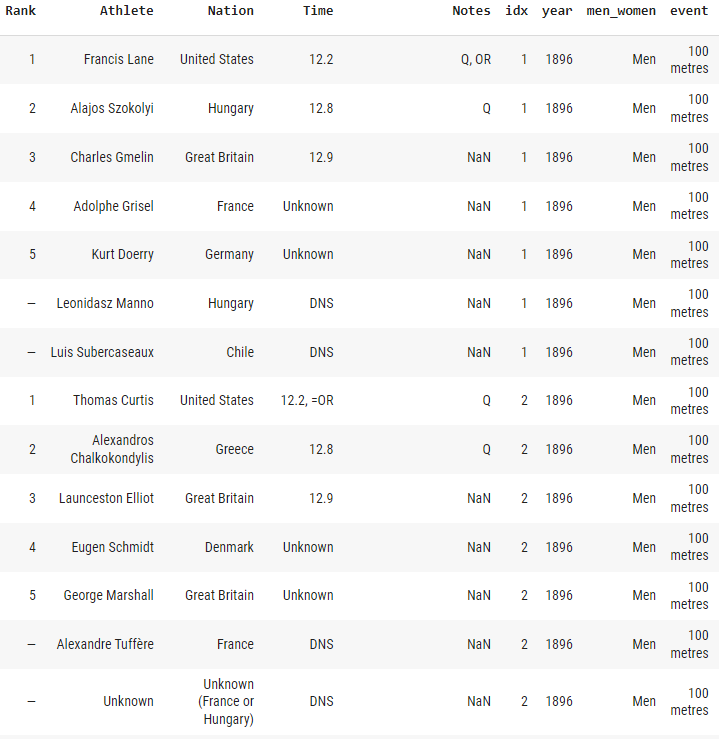 Rank Athlete Nation Time Notes idx year men_women event
1 Francis Lane United States 12.2 Q, OR 1 1896 Men 100 metres
2 Alajos Szokolyi Hungary 12.8 Q 1 1896 Men 100 metres
3 Charles Gmelin Great Britain 12.9 NaN 1 1896 Men 100 metres
4 Adolphe Grisel France Unknown NaN 1 1896 Men 100 metres
5 Kurt Doerry Germany Unknown NaN 1 1896 Men 100 metres
— Leonidasz Manno Hungary DNS NaN 1 1896 Men 100 metres
— Luis Subercaseaux Chile DNS NaN 1 1896 Men 100 metres
1 Thomas Curtis United States 12.2, =OR Q 2 1896 Men 100 metres
2 Alexandros Chalkokondylis Greece 12.8 Q 2 1896 Men 100 metres
3 Launceston Elliot Great Britain 12.9 NaN 2 1896 Men 100 metres
4 Eugen Schmidt Denmark Unknown NaN 2 1896 Men 100 metres
5 George Marshall Great Britain Unknown NaN 2 1896 Men 100 metres
— Alexandre Tuffère France DNS NaN 2 1896 Men 100 metres
— Unknown Unknown (France or Hungary) DNS NaN 2 1896 Men 100 metres